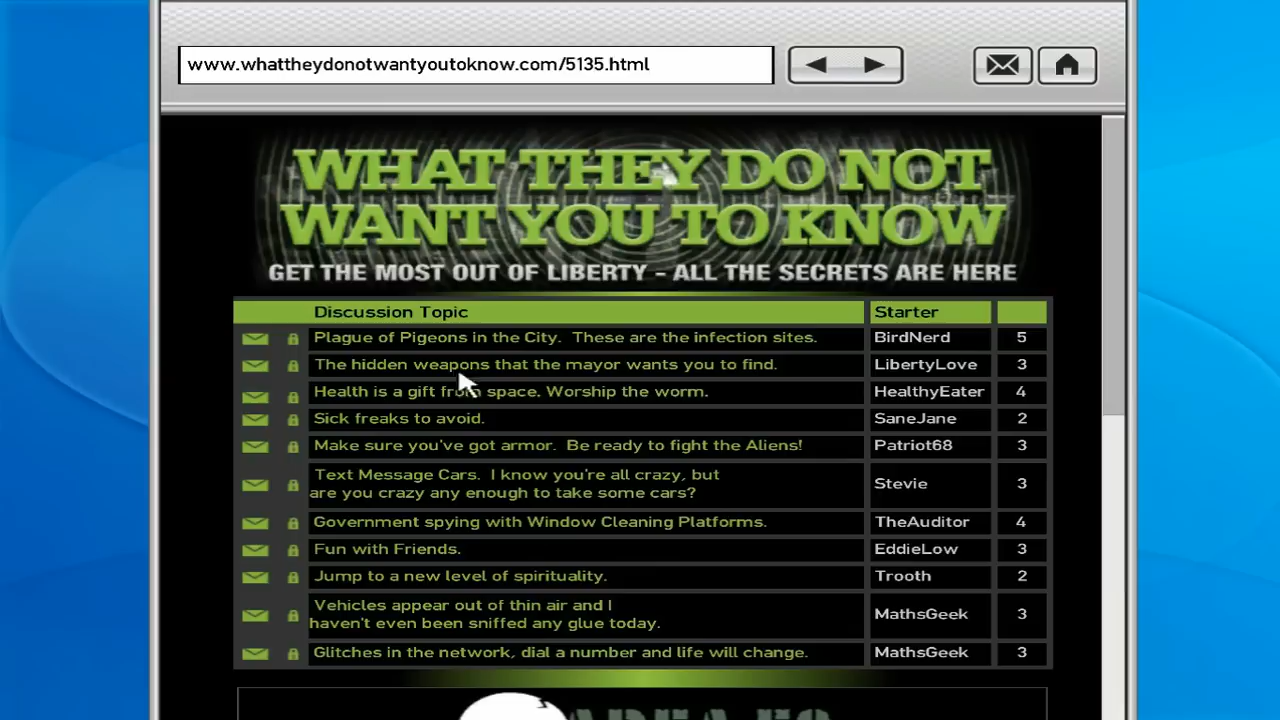 www.whattheydonotwantyoutoknow.com/5135.html
WHAT THEY DO NOT
WANT YOU TO KNOW
GET THE MOST OUT OF LIBERTY - ALL THE SECRETS ARE HERE
Discussion Topic Starter
Plague of Pigeons in the City. These are the infection sites. BirdNerd 5
The hidden weapons that the mayor wants you to find. LibertyLove 3
Health is a gift from space. Worship the worm. HealthyEater 4
Sick freaks to avoid. SaneJane 2
Make sure you've got armor. Be ready to fight the Aliens! Patriot68 3
Text Message Cars. I know you're all crazy, but
are you crazy any enough to take some cars? Stevie 3
Government spying with Window Cleaning Platforms. TheAuditor 4
Fun with Friends. EddieLow 3
Jump to a new level of spirituality. Trooth 2
Vehicles appear out of thin air and I
haven't even been sniffed any glue today. MathsGeek 3
Glitches in the network, dial a number and life will change. MathsGeek 3